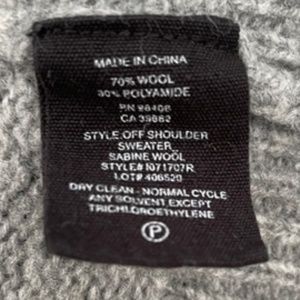 MADE IN CHINA
70% WOOL
30% POLYAMIDE
RN 98406
CA 39882
STYLE:OFF SHOULDER
SWEATER
SABINE WOOL
STYLE# I071707R
LOT# 406520
DRY CLEAN - NORMAL CYCLE
ANY SOLVENT EXCEPT
TRICHLOROETHYLENE
P